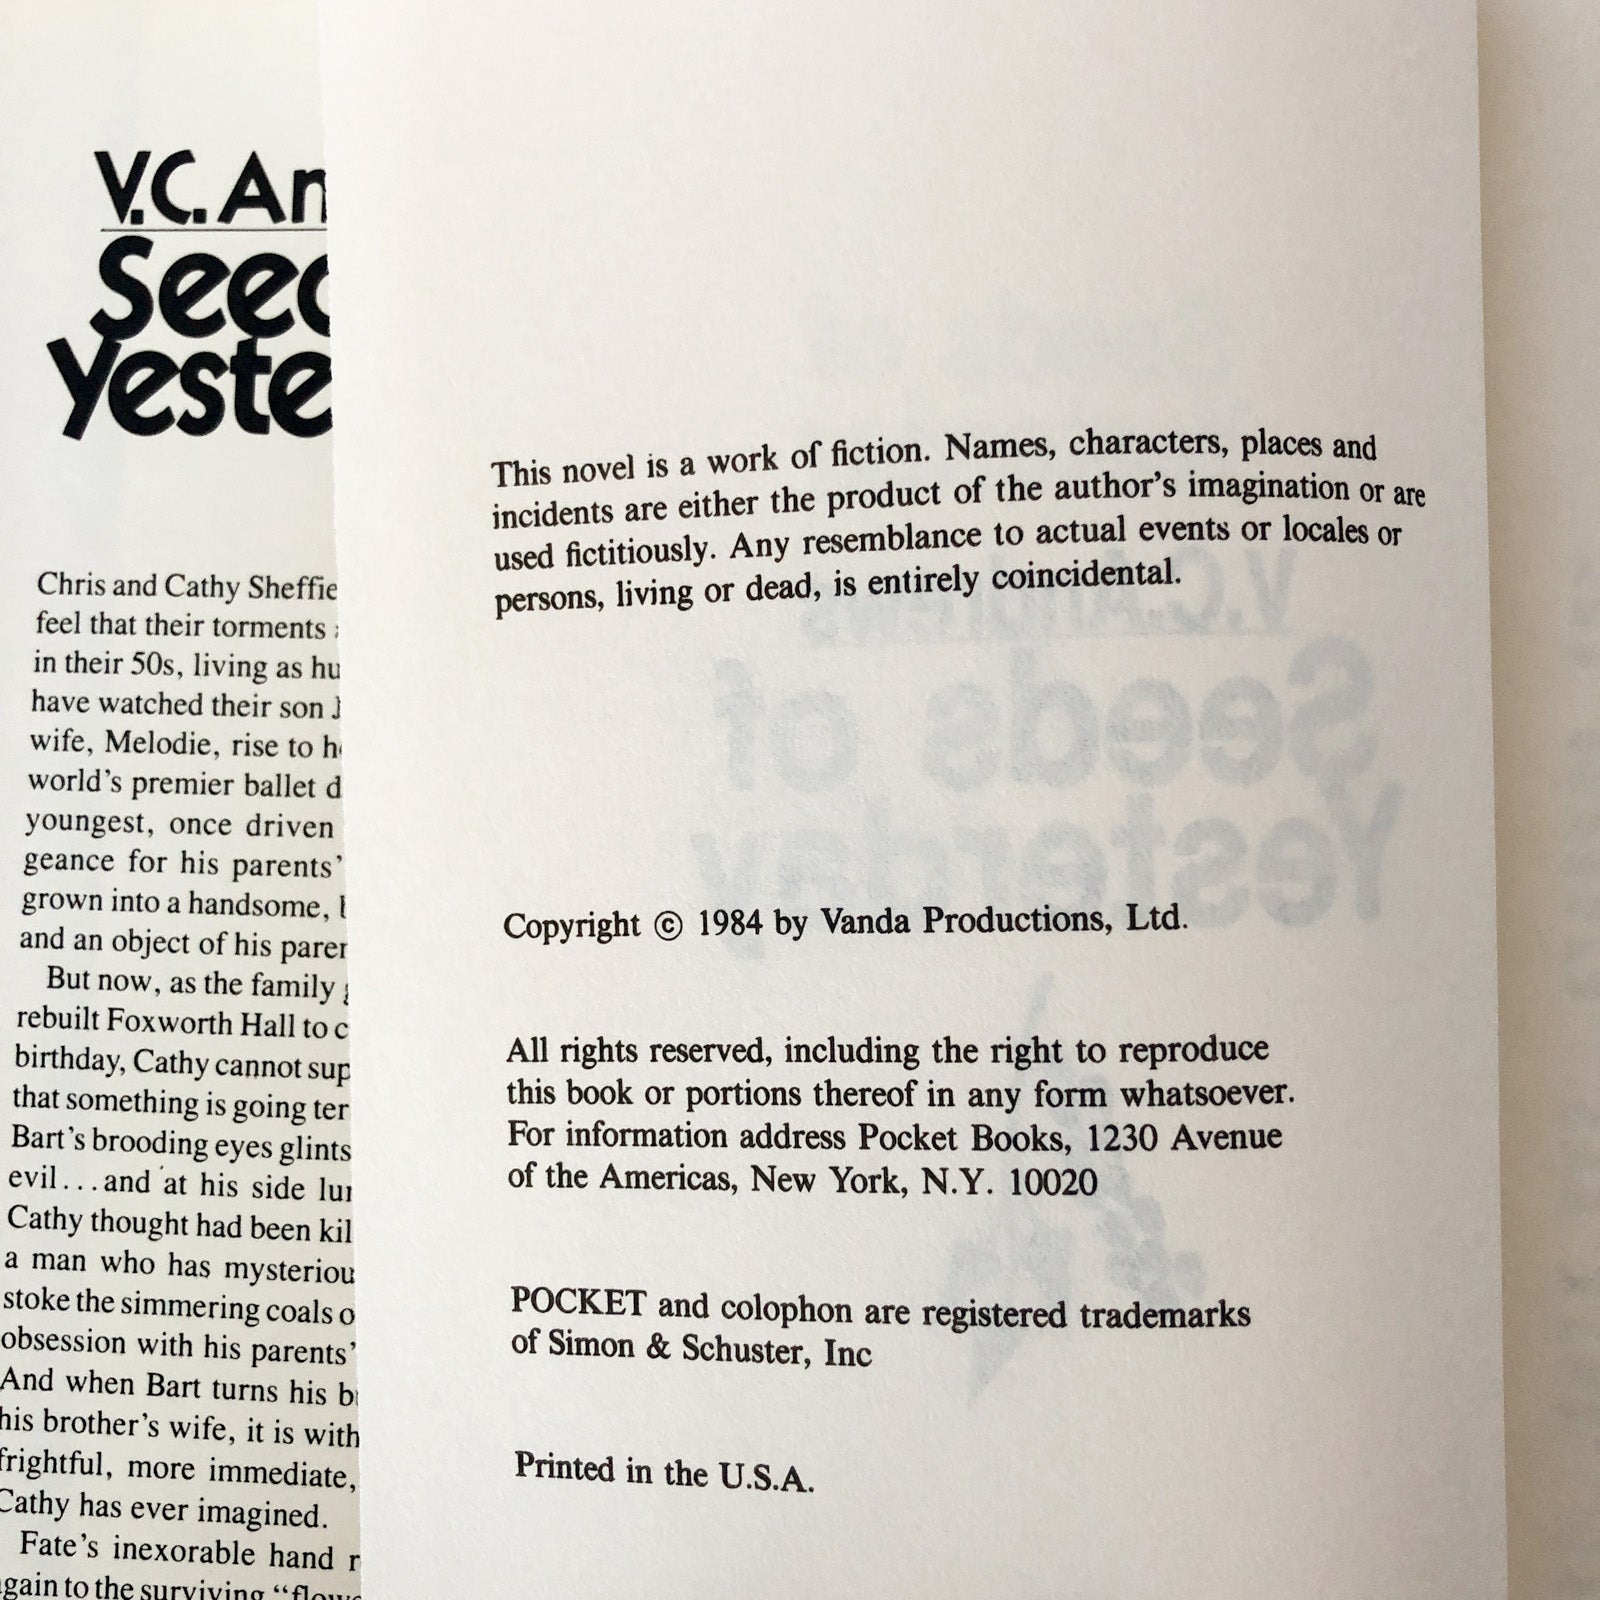 V.C. An
Seed
Yeste
Chris and Cathy Sheffie
feel that their torments
in their 50s, living as hu
have watched their son J
wife, Melodie, rise to h
world's premier ballet d
youngest, once driven
geance for his parents'
grown into a handsome,
and an object of his parer
But now, as the family
rebuilt Foxworth Hall to c
birthday, Cathy cannot sup
that something is going ter
Bart's brooding eyes glints
evil...and at his side lur
Cathy thought had been kil
a man who has mysteriou
stoke the simmering coals o
obsession with his parents'
And when Bart turns his b
his brother's wife, it is with
frightful, more immediate,
Cathy has ever imagined.
Fate's inexorable hand r
gain to the surviving "flowe
This novel is a work of fiction. Names, characters, places and
incidents are either the product of the author's imagination or are
used fictitiously. Any resemblance to actual events or locales or
persons, living or dead, is entirely coincidental.
V.C. Andrews
Seeds of
Yesterday
Copyright © 1984 by Vanda Productions, Ltd.
All rights reserved, including the right to reproduce
this book or portions thereof in any form whatsoever.
For information address Pocket Books, 1230 Avenue
of the Americas, New York, N.Y. 10020
POCKET and colophon are registered trademarks
of Simon & Schuster, Inc
Printed in the U.S.A.